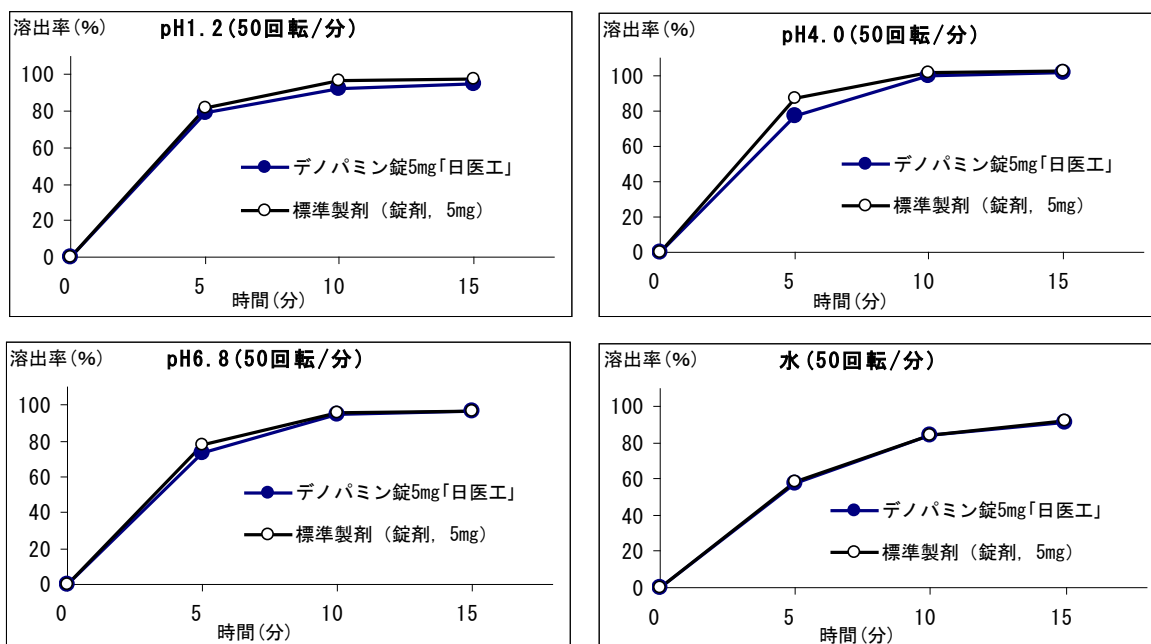 溶出率(%)
pH1.2(50回転/分)
100
80
60
40
20
0
デノパミン錠5mg「日医工」
標準製剤（錠剤, 5mg）
0 5 10 15
時間(分)
溶出率(%)
pH4.0(50回転/分)
100
80
60
40
20
0
デノパミン錠5mg「日医工」
標準製剤（錠剤, 5mg）
0 5 10 15
時間(分)
溶出率(%)
pH6.8(50回転/分)
100
80
60
40
20
0
デノパミン錠5mg「日医工」
標準製剤（錠剤, 5mg）
0 5 10 15
時間(分)
溶出率(%)
水(50回転/分)
100
80
60
40
20
0
デノパミン錠5mg「日医工」
標準製剤（錠剤, 5mg）
0 5 10 15
時間(分)